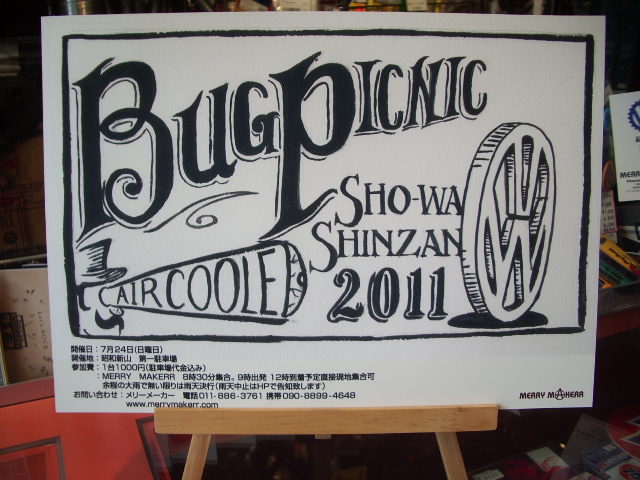 BUG PICNIC
SHO-WA
SHINZAN
2011
AIR COOLED
開催日：7月24日(日曜日)
開催地：昭和新山 第一駐車場
参加費：1台1000円(駐車場代金込み)
：MERRY MAKERR 8時30分集合。9時出発 12時到着予定直接現地集合可
余程の大雨で無い限りは雨天決行(雨天中止はHPで告知致します)
お問い合わせ：メリーメーカー 電話011-886-3761 携帯090-8899-4648
www.merrymakerr.com
MERRY MAKERR
MERRY